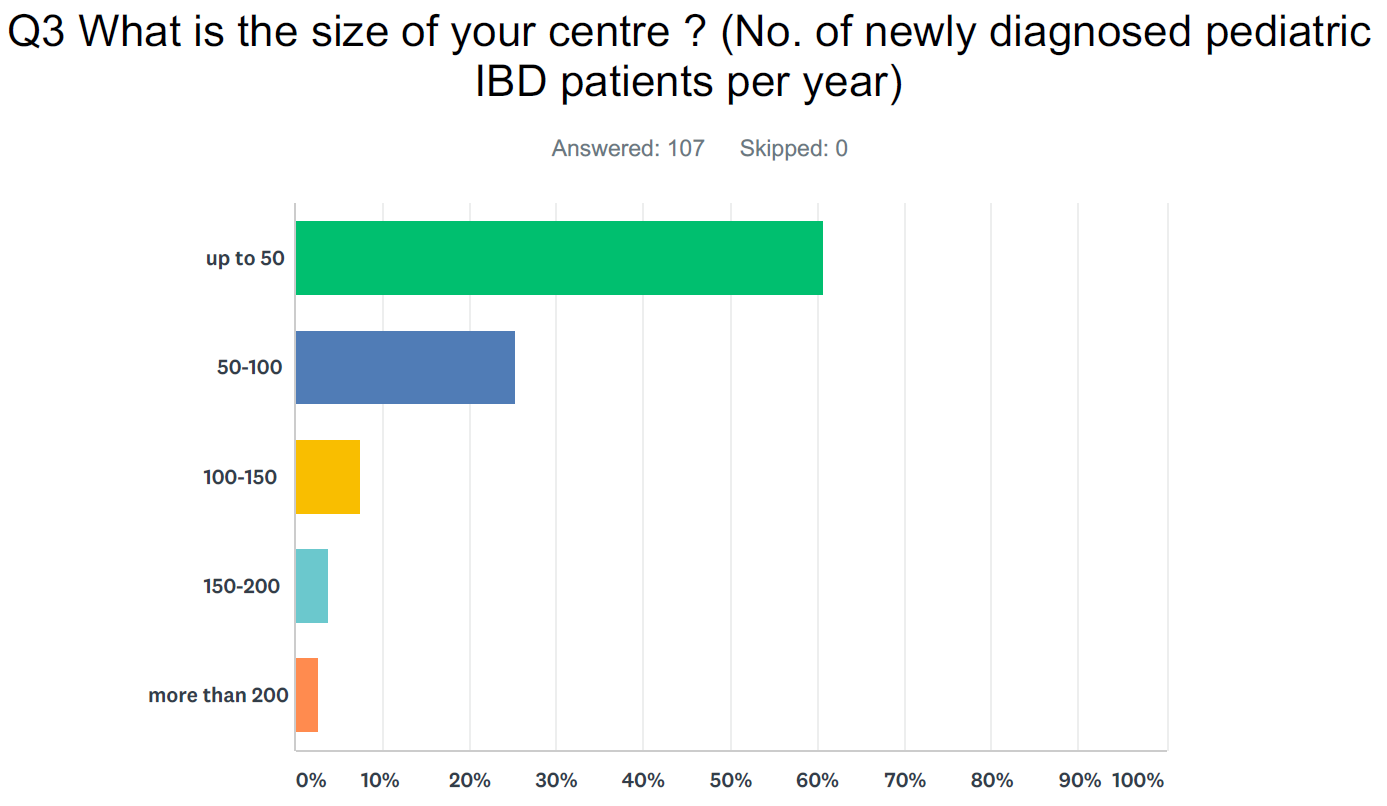 Q3 What is the size of your centre ? (No. of newly diagnosed pediatric
IBD patients per year)
Answered: 107 Skipped: 0
up to 50
50-100
100-150
150-200
more than 200
0% 10% 20% 30% 40% 50% 60% 70% 80% 90% 100%